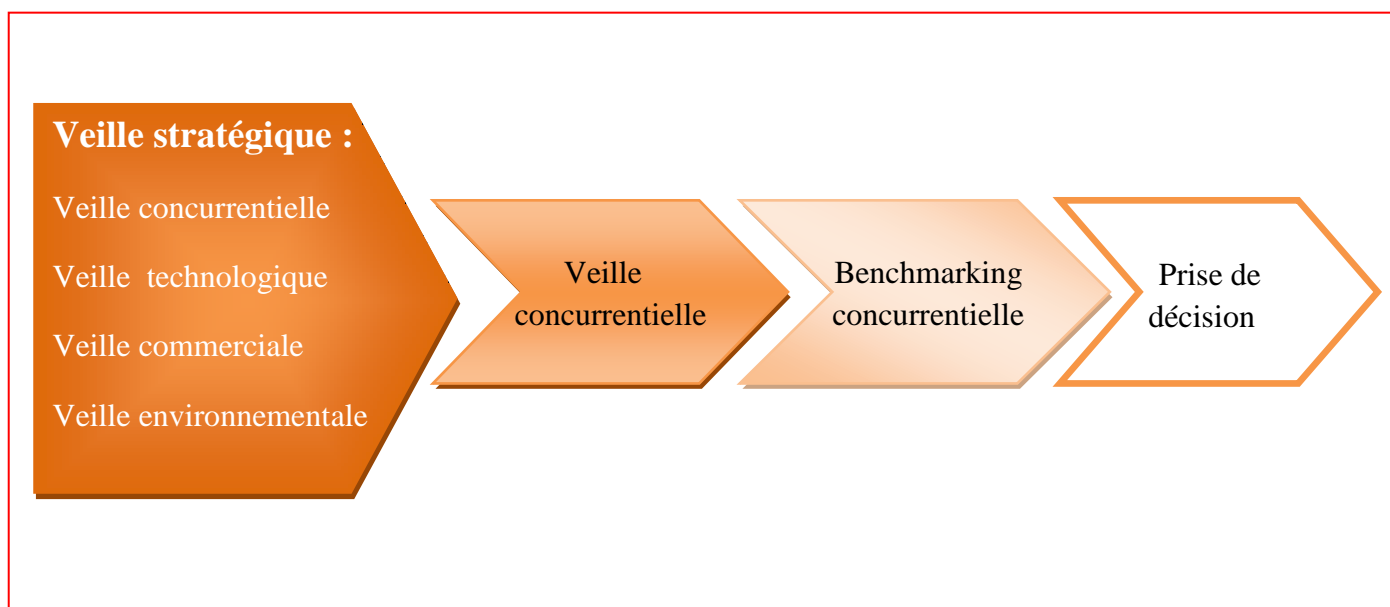 Veille stratégique :
Veille concurrentielle
Veille technologique
Veille commerciale
Veille environnementale
Veille
concurrentielle
Benchmarking
concurrentielle
Prise de
décision